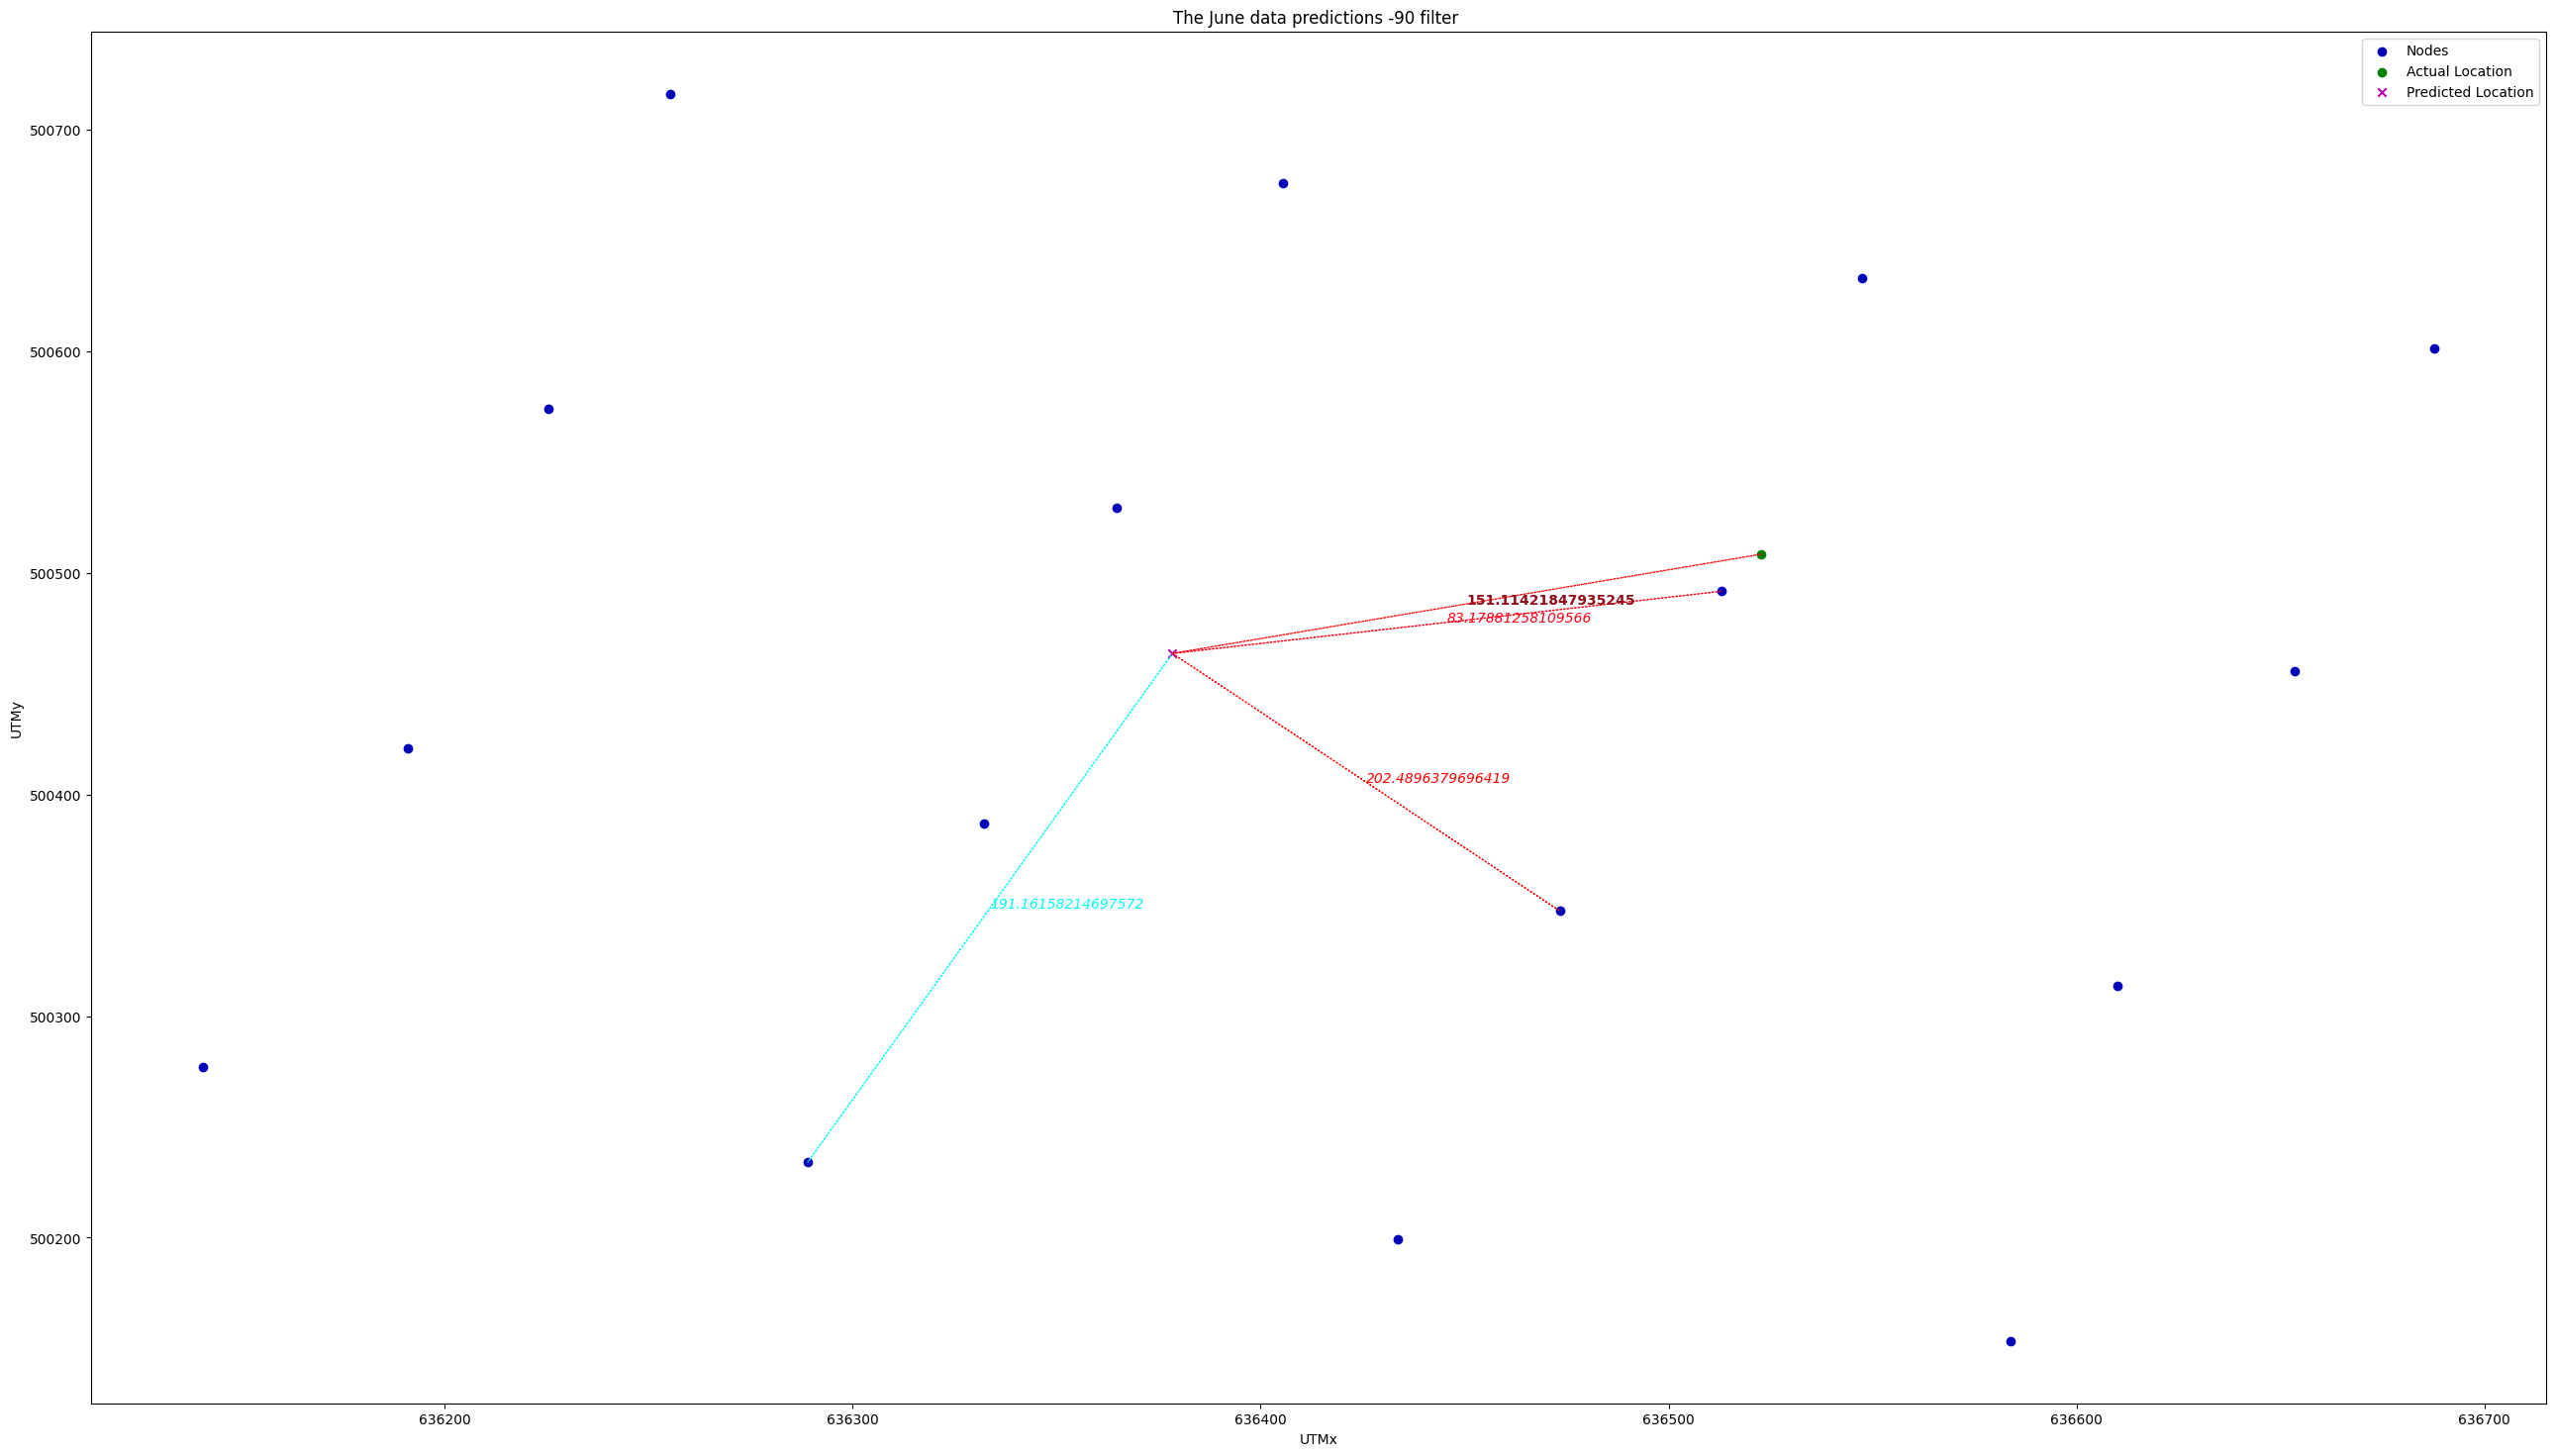 The June data predictions -90 filter
Nodes
Actual Location
Predicted Location
500700
500600
500500
500400
500300
500200
UTMy
151.11421847935245
83.17881258109566
202.4896379696419
191.16158214697572
636200
636300
636400
636500
636600
636700
UTMx